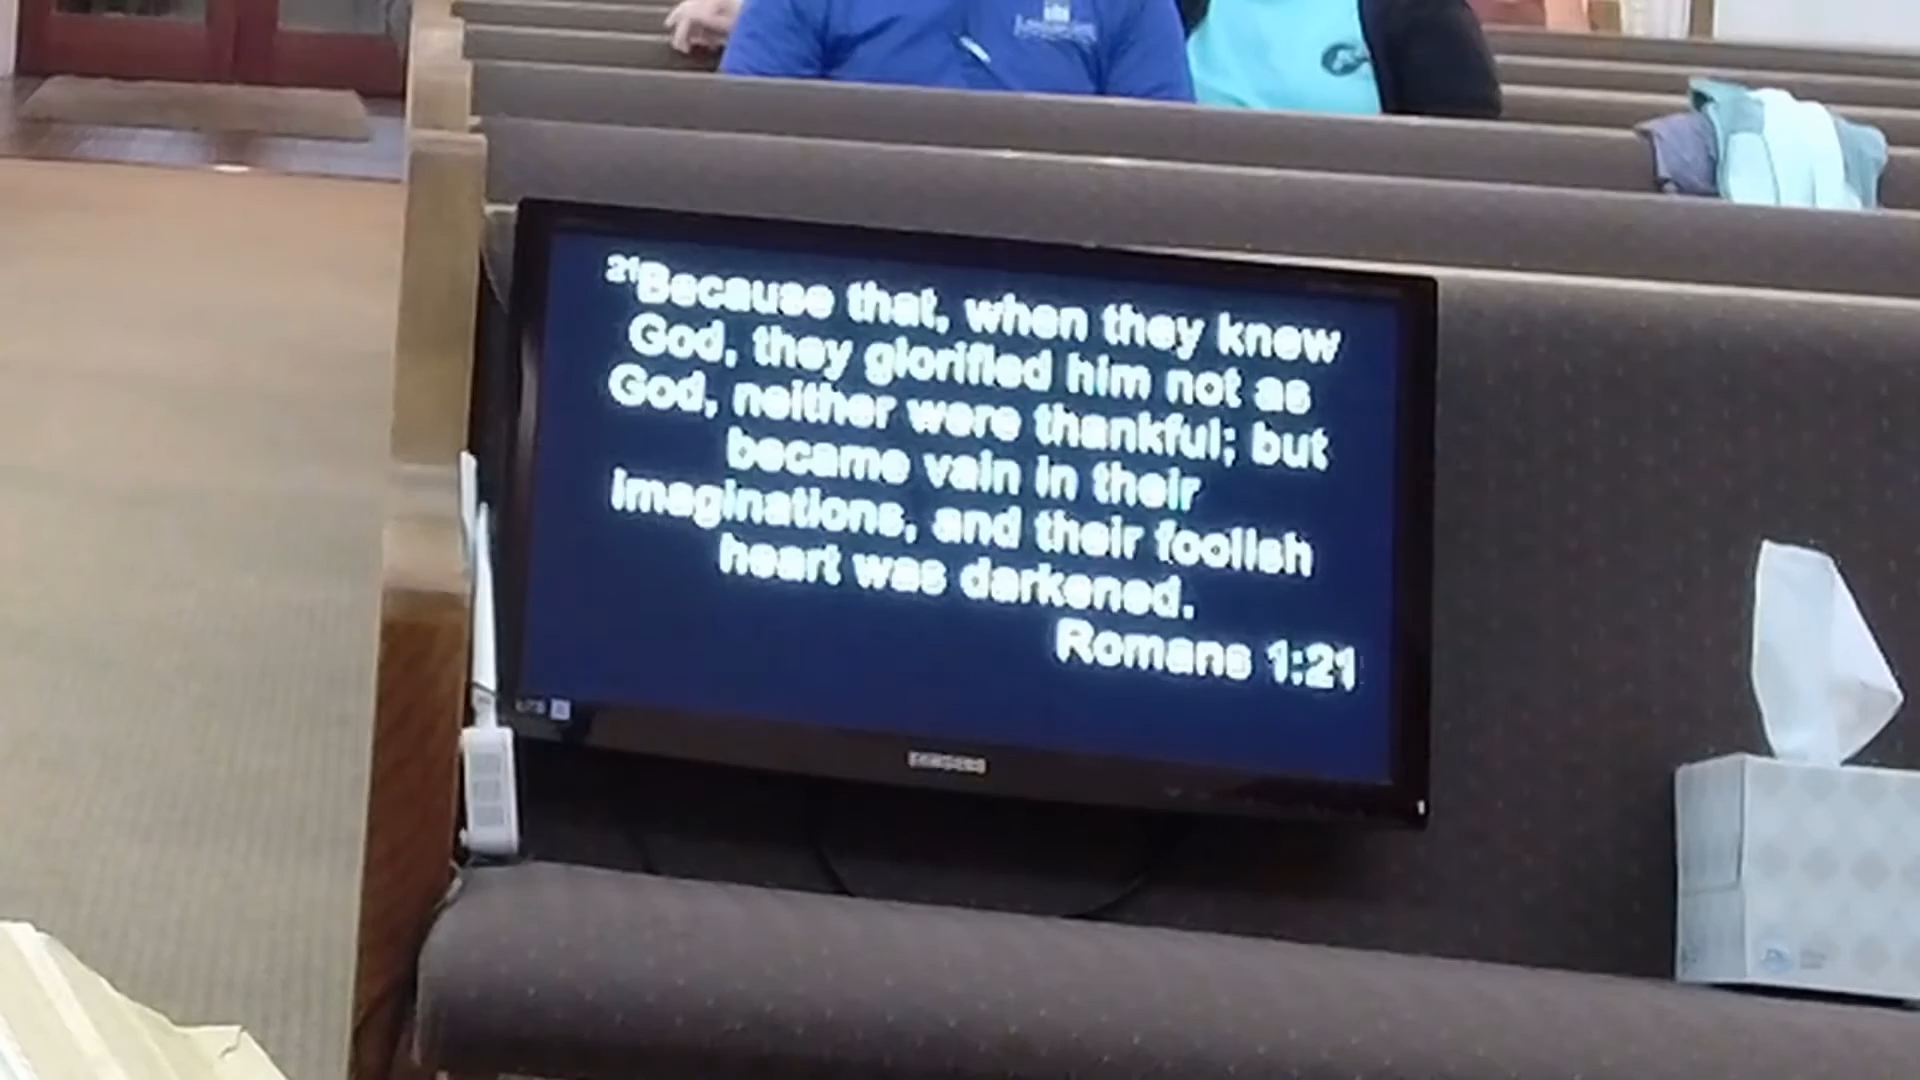 ²¹Because that, when they knew
God, they glorified him not as
God, neither were thankful; but
became vain in their
imaginations, and their foolish
heart was darkened.
Romans 1:21
SAMSUNG